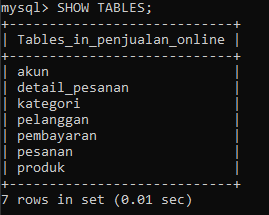 mysql> SHOW TABLES;
+----------------------------+
| Tables_in_penjualan_online |
+----------------------------+
| akun                       |
| detail_pesanan             |
| kategori                   |
| pelanggan                  |
| pembayaran                 |
| pesanan                    |
| produk                     |
+----------------------------+
7 rows in set (0.01 sec)